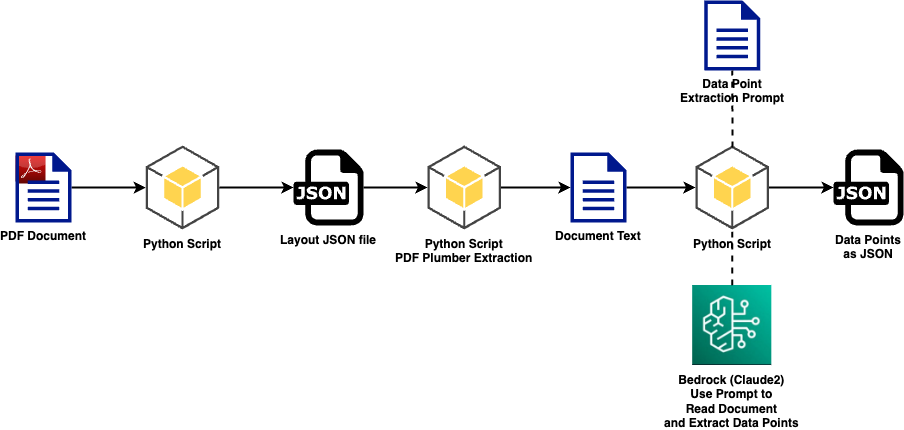 Data Point
Extraction Prompt
PDF Document
Python Script
JSON
Layout JSON file
Python Script
PDF Plumber Extraction
Document Text
Python Script
JSON
Data Points
as JSON
Bedrock (Claude2)
Use Prompt to
Read Document
and Extract Data Points